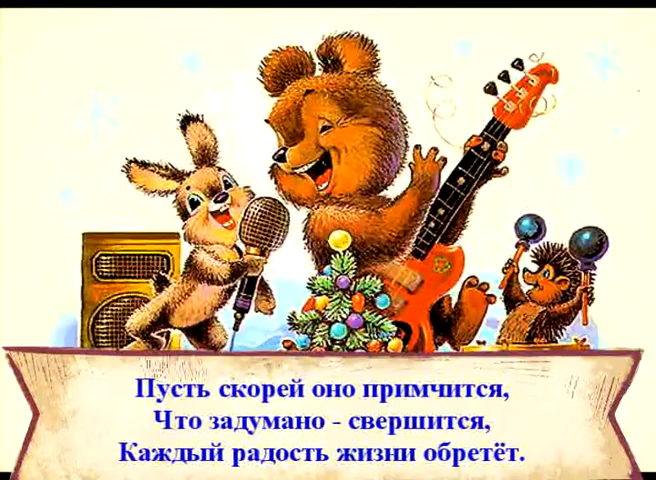 Пусть скорей оно примчится,
Что задумано - свершится,
Каждый радость жизни обретёт.